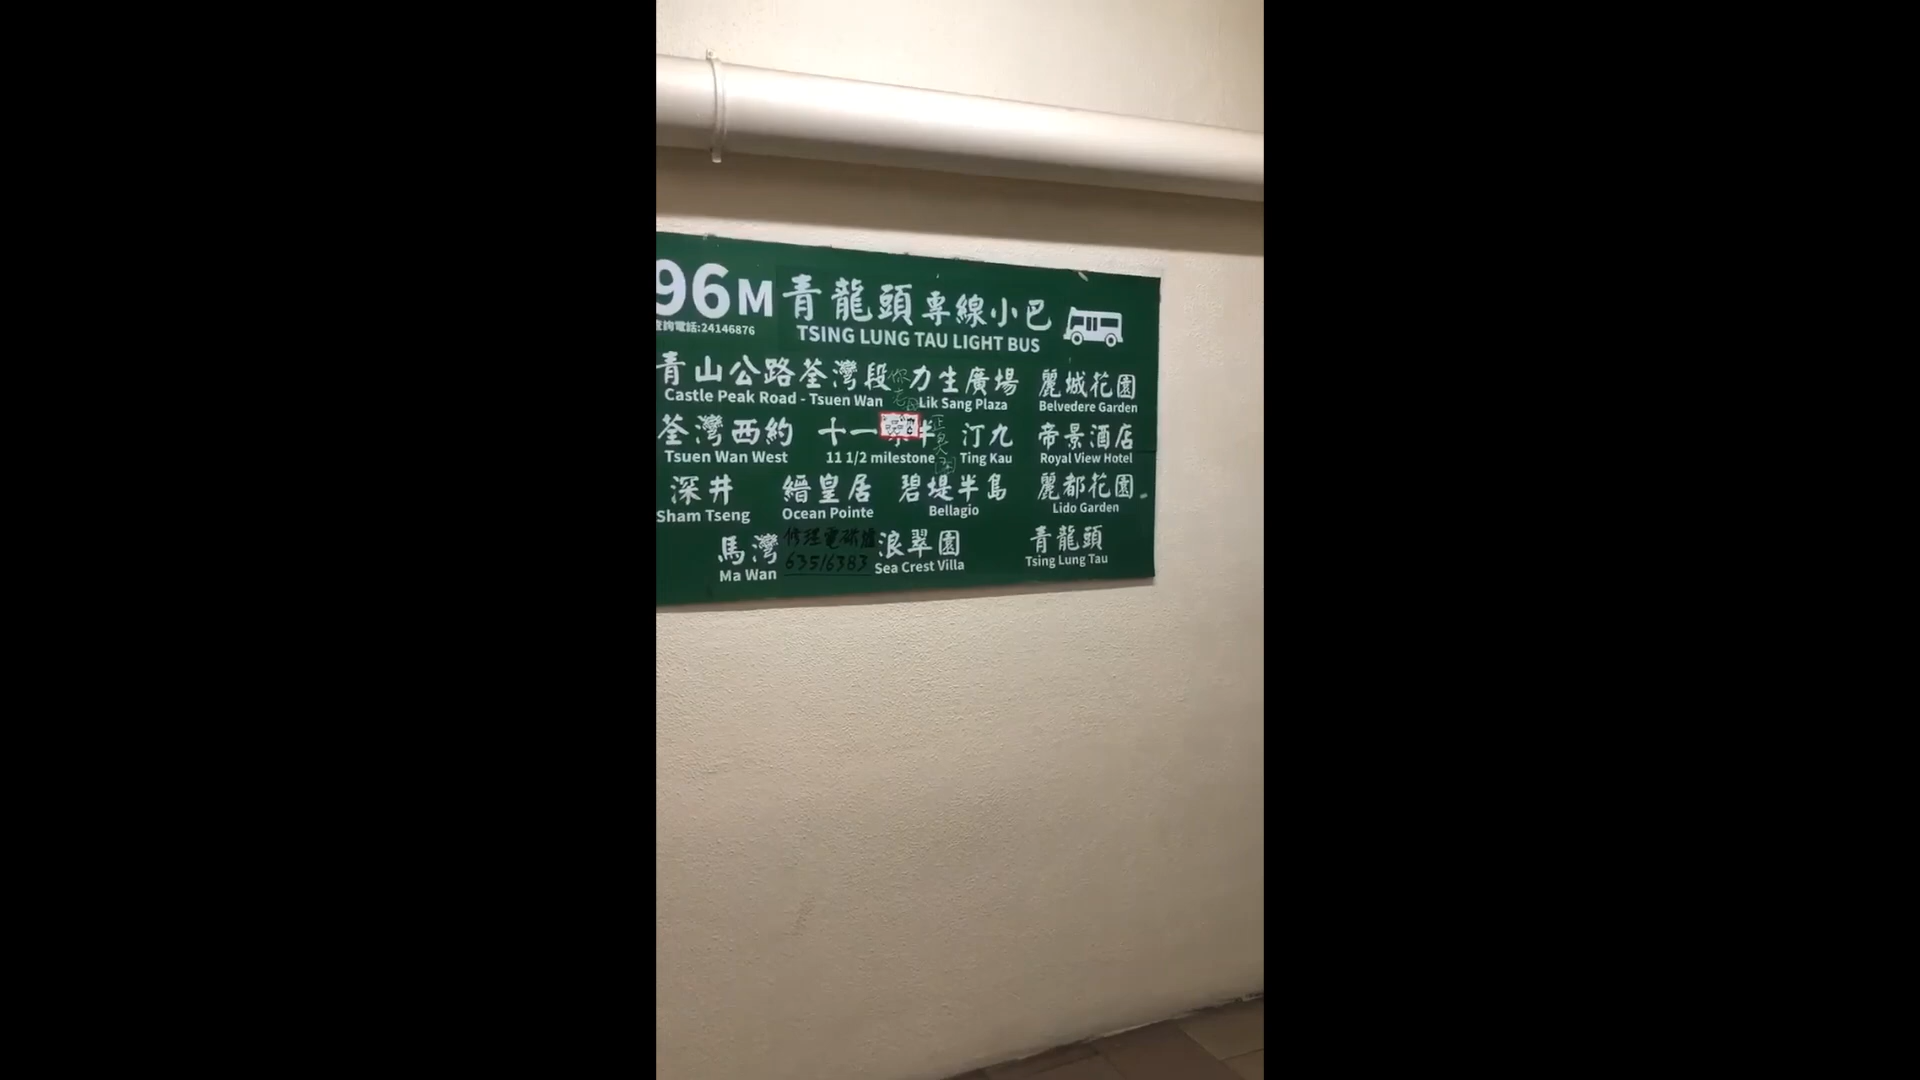 96M 青龍頭專線小巴
TSING LUNG TAU LIGHT BUS
查詢電話:24146876
青山公路荃灣段 力生廣場 麗城花園
Castle Peak Road - Tsuen Wan Lik Sang Plaza Belvedere Garden
荃灣西約 十一 半 汀九 帝景酒店
Tsuen Wan West 11 1/2 milestone Ting Kau Royal View Hotel
深井 縉皇居 碧堤半島 麗都花園
Sham Tseng Ocean Pointe Bellagio Lido Garden
馬灣 修理電 浪翠園 青龍頭
Ma Wan 63516383 Sea Crest Villa Tsing Lung Tau